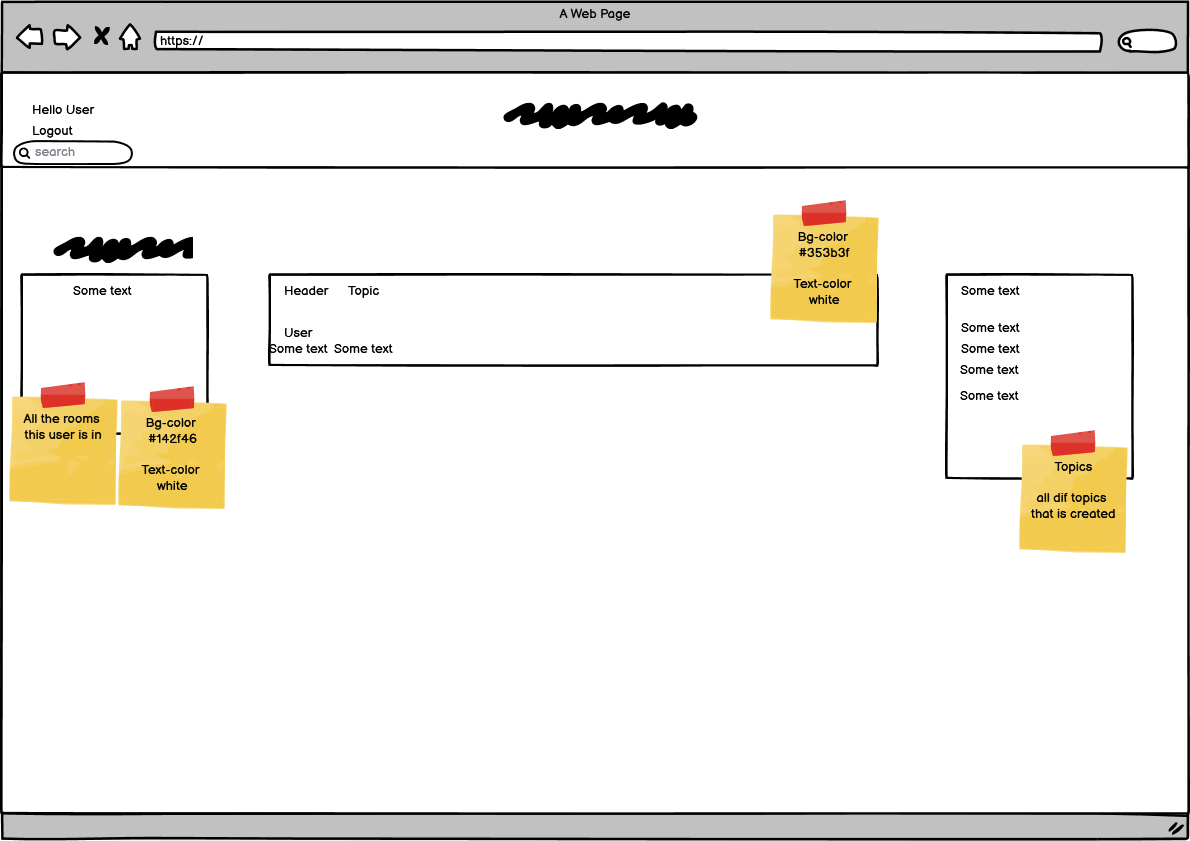 A Web Page
https://
Hello User
Logout
search
Some text
All the rooms
this user is in
Bg-color
#142f46
Text-color
white
Header Topic
User
Some text Some text
Bg-color
#353b3f
Text-color
white
Some text
Some text
Some text
Some text
Some text
Topics
all dif topics
that is created